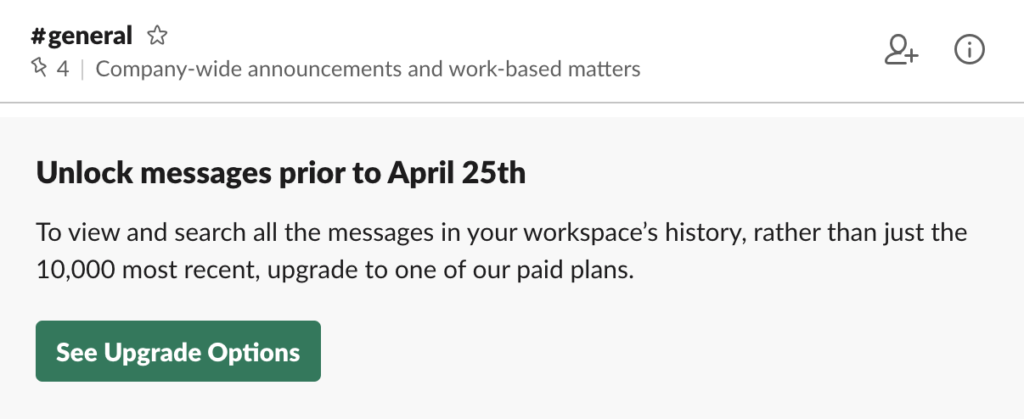 #general
4 | Company-wide announcements and work-based matters
Unlock messages prior to April 25th
To view and search all the messages in your workspace’s history, rather than just the
10,000 most recent, upgrade to one of our paid plans.
See Upgrade Options